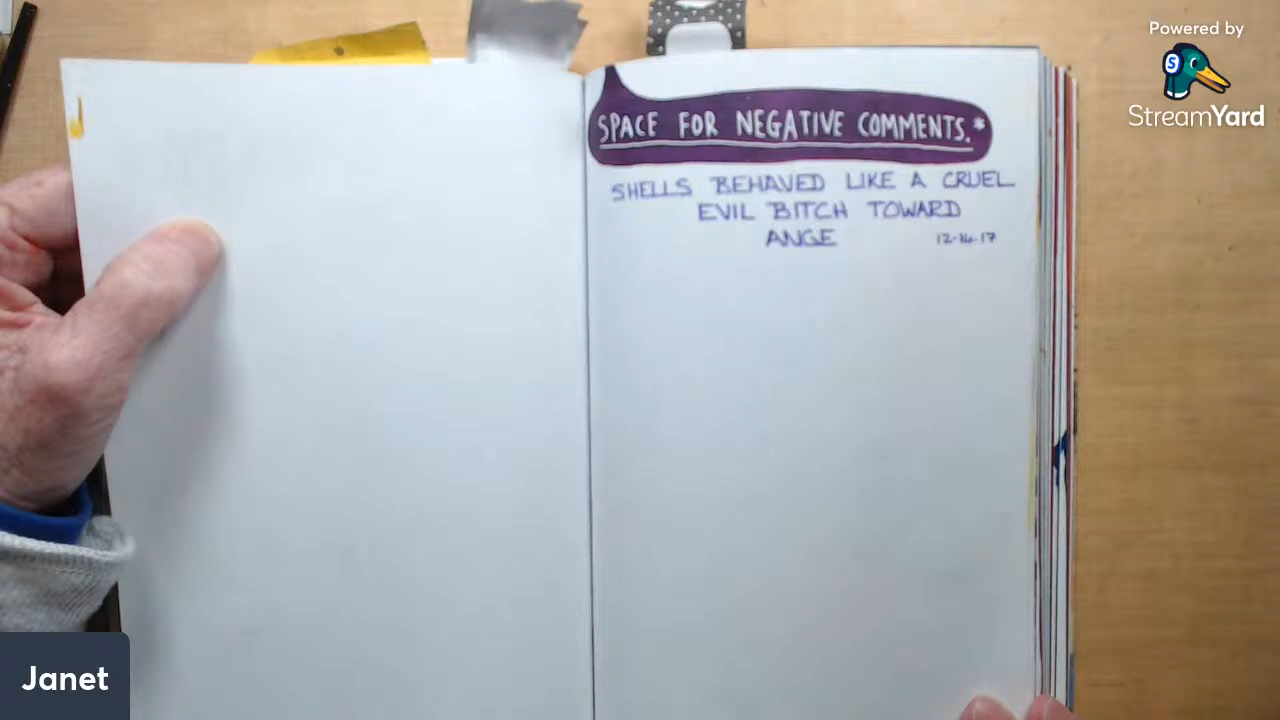 Powered by
StreamYard
SPACE FOR NEGATIVE COMMENTS.*
SHELLS BEHAVED LIKE A CRUEL
EVIL BITCH TOWARD
ANGE 12-16-17
Janet